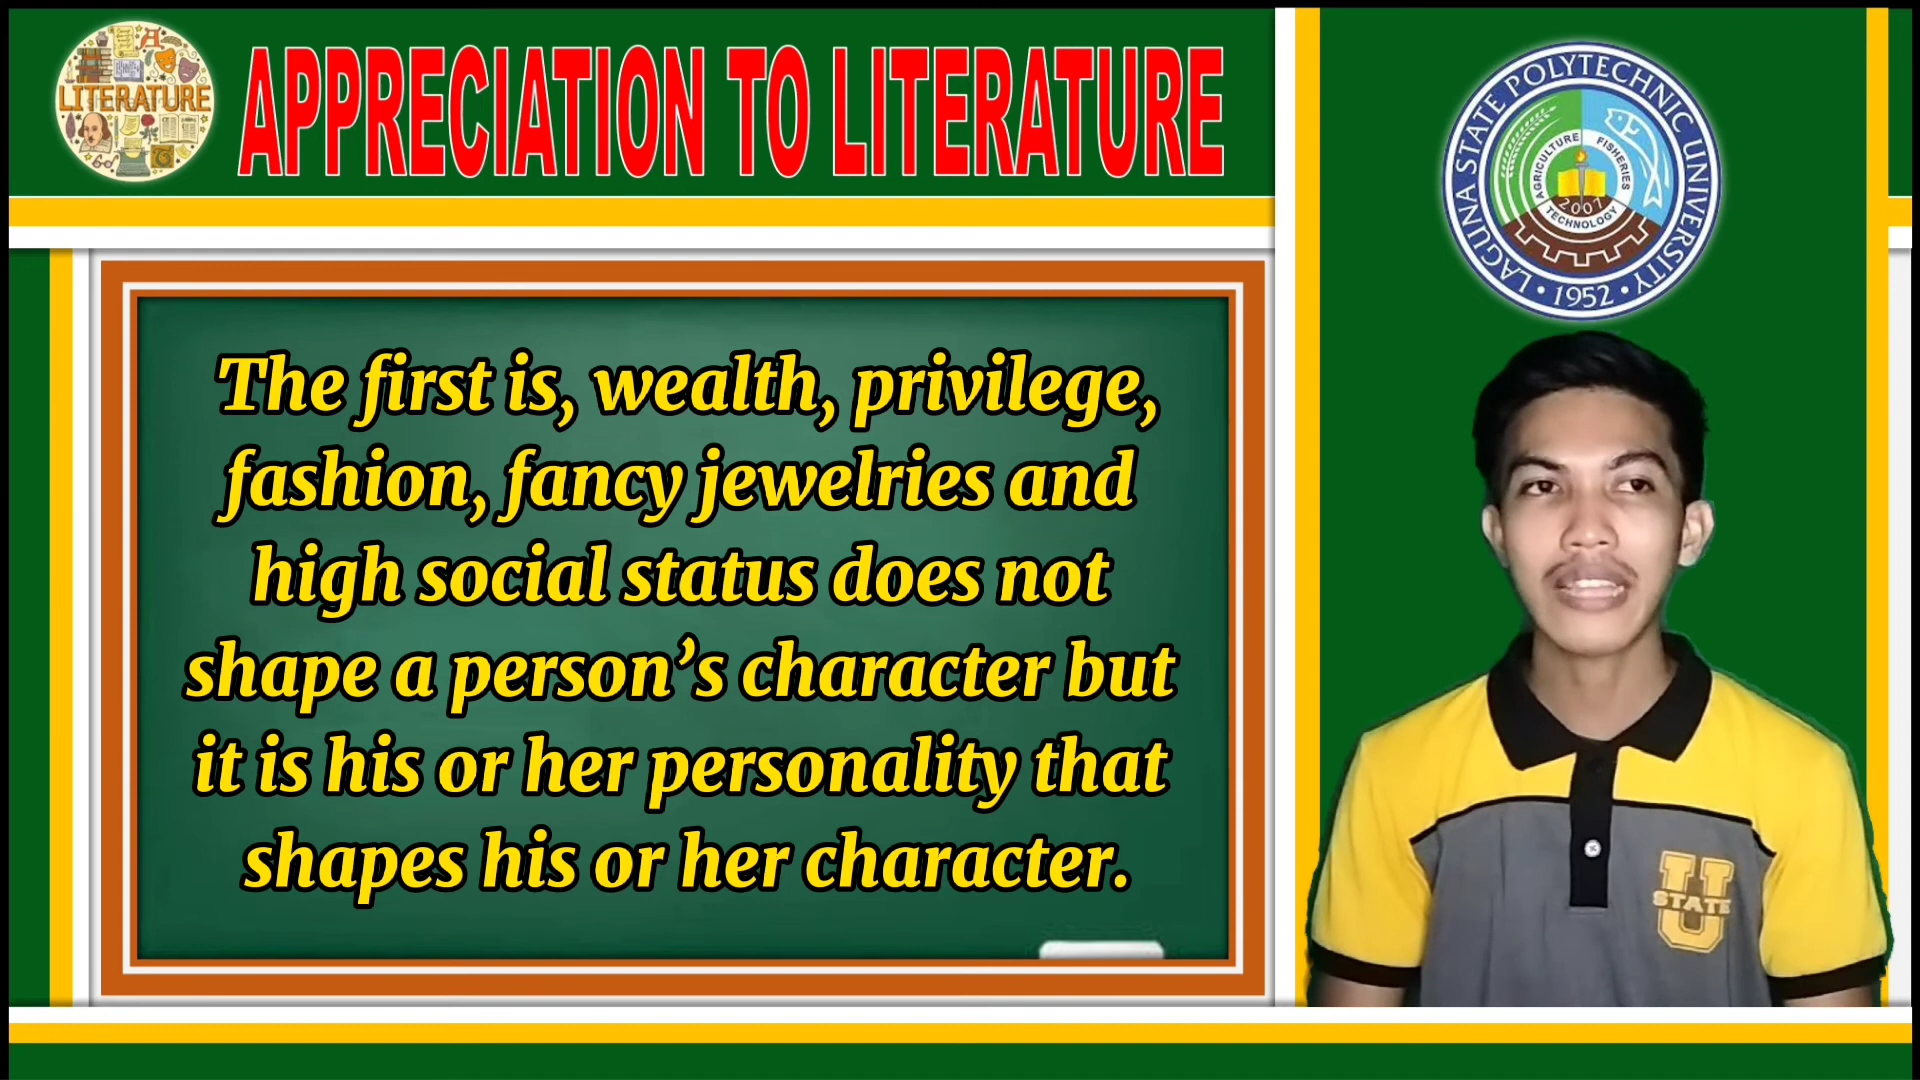 LITERATURE
APPRECIATION TO LITERATURE
LAGUNA STATE POLYTECHNIC UNIVERSITY
• 1952 •
AGRICULTURE
FISHERIES
2007
TECHNOLOGY
The first is, wealth, privilege,
fashion, fancy jewelries and
high social status does not
shape a person’s character but
it is his or her personality that
shapes his or her character.
U
STATE